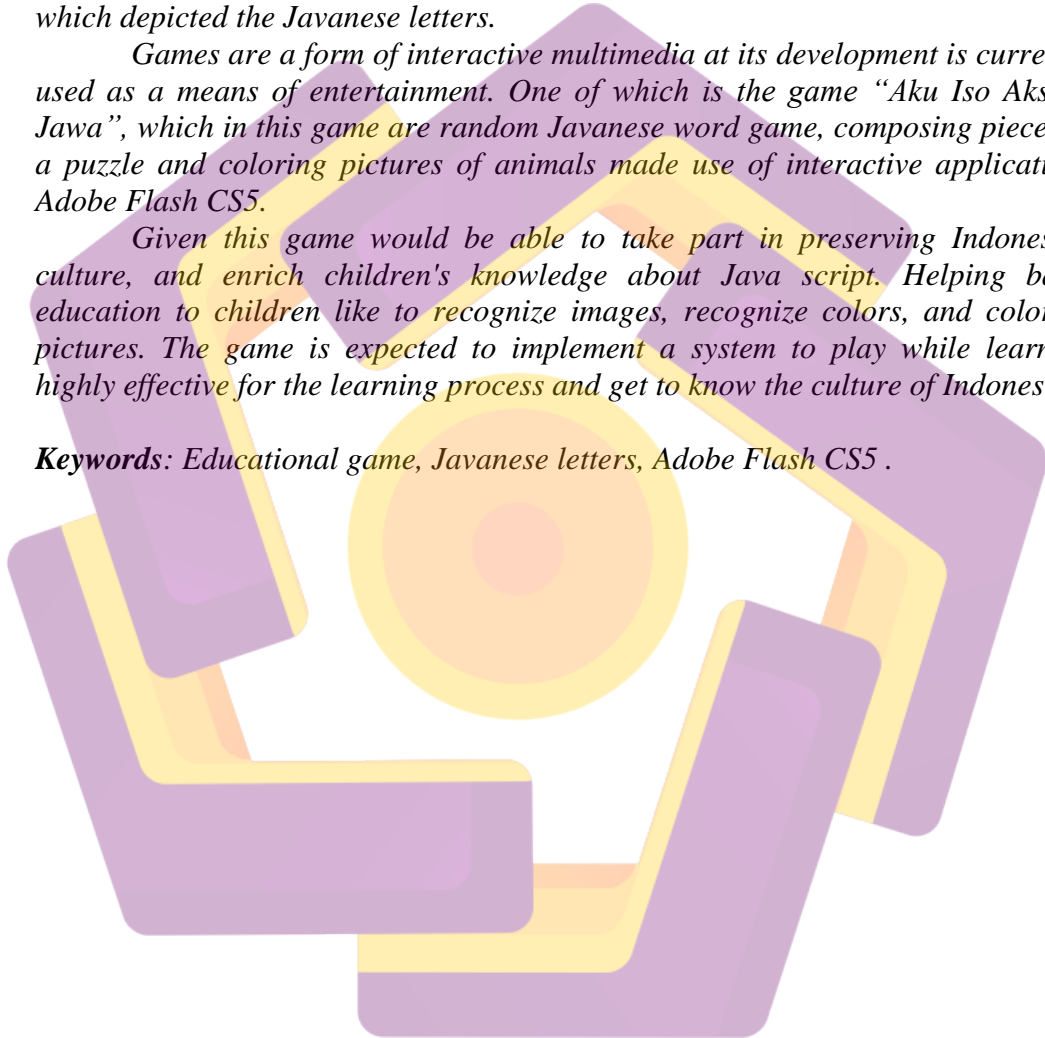 which depicted the Javanese letters.
Games are a form of interactive multimedia at its development is curre
used as a means of entertainment. One of which is the game “Aku Iso Aks
Jawa”, which in this game are random Javanese word game, composing piece
a puzzle and coloring pictures of animals made use of interactive applicati
Adobe Flash CS5.
Given this game would be able to take part in preserving Indones
culture, and enrich children's knowledge about Java script. Helping ba
education to children like to recognize images, recognize colors, and color
pictures. The game is expected to implement a system to play while learn
highly effective for the learning process and get to know the culture of Indones
Keywords: Educational game, Javanese letters, Adobe Flash CS5 .